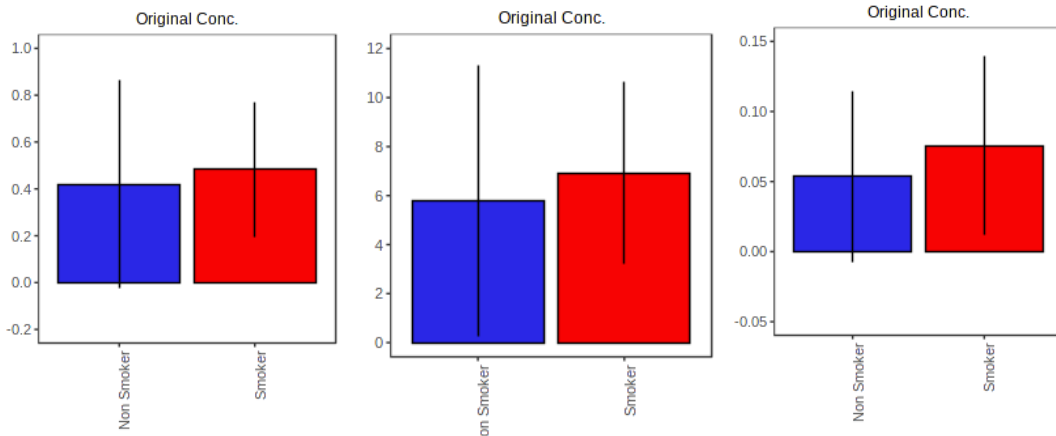 Original Conc.
1.0
0.8
0.6
0.4
0.2
0.0
-0.2
Non Smoker
Smoker
Original Conc.
12
10
8
6
4
2
0
on Smoker
Smoker
Original Conc.
0.15
0.10
0.05
0.00
-0.05
Non Smoker
Smoker